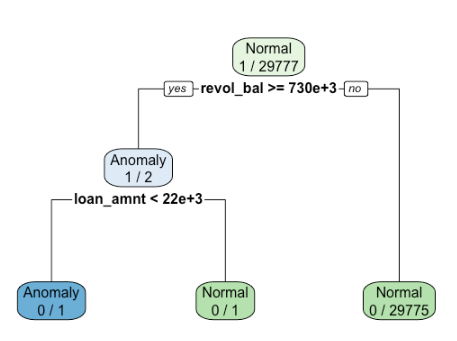 Normal
1 / 29777
yes revol_bal >= 730e+3 no
Anomaly
1 / 2
loan_amnt < 22e+3
Anomaly
0 / 1
Normal
0 / 1
Normal
0 / 29775